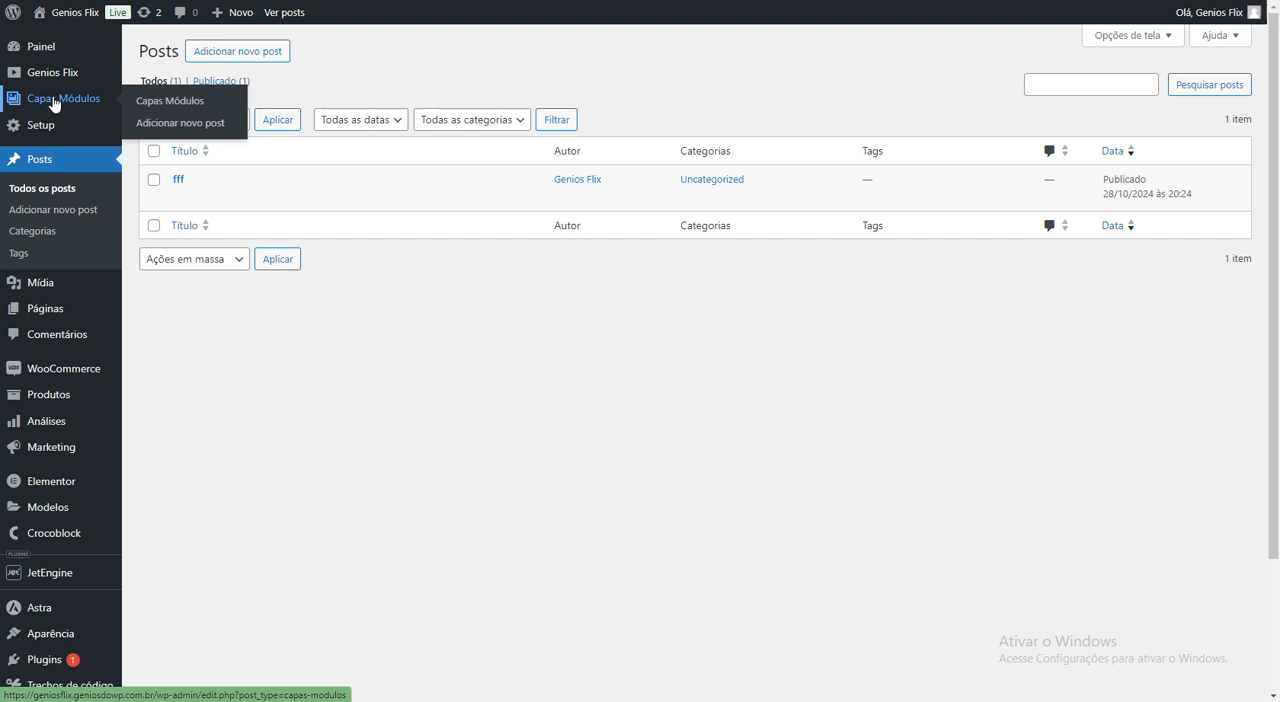 Genios Flix Live 2 0 Novo Ver posts Olá, Genios Flix
Painel
Genios Flix
Capas Módulos
Setup
Posts
Todos os posts
Adicionar novo post
Categorias
Tags
Mídia
Páginas
Comentários
WooCommerce
Produtos
Análises
Marketing
Elementor
Modelos
Crocoblock
PLUGINS
JetEngine
Astra
Aparência
Plugins 1
Trechos de código
Capas Módulos
Adicionar novo post
Opções de tela Ajuda
Posts Adicionar novo post
Todos (1) | Publicado (1)
Pesquisar posts
Aplicar Todas as datas Todas as categorias Filtrar 1 item
Título Autor Categorias Tags Data
fff Genios Flix Uncategorized — — Publicado
28/10/2024 às 20:24
Título Autor Categorias Tags Data
Ações em massa Aplicar 1 item
Ativar o Windows
Acesse Configurações para ativar o Windows.
https://geniosflix.geniosdowp.com.br/wp-admin/edit.php?post_type=capas-modulos